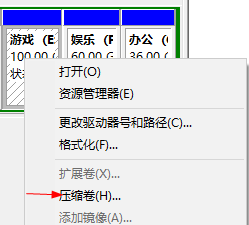 游戏 (E
娱乐 (F
办公 (
100.00 (
60.00 G
36.00 (
状
打开(O)
资源管理器(E)
更改驱动器号和路径(C)...
格式化(F)...
扩展卷(X)...
压缩卷(H)...
添加镜像(A)...